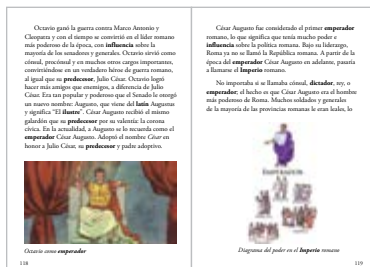 Octavio ganó la guerra contra Marco Antonio y
Cleopatra y con el tiempo se convirtió en el líder romano
más poderoso de la época, con influencia sobre la
mayoría de los senadores y generales. Octavio sirvió como
cónsul, procónsul y en muchos otros cargos importantes,
convirtiéndose en un verdadero héroe de guerra romano,
al igual que su predecesor, Julio César. Octavio logró
hacer más amigos que enemigos, a diferencia de Julio
César. Era tan popular y poderoso que el Senado le otorgó
un nuevo nombre: Augusto, que viene del latín Augustus
y significa “El ilustre”. César Augusto recibió el mismo
galardón que su predecesor por su valentía: la corona
cívica. En la actualidad, a Augusto se lo recuerda como el
emperador César Augusto. Adoptó el nombre César en
honor a Julio César, su predecesor y padre adoptivo.
Octavio como emperador
118
César Augusto fue considerado el primer emperador
romano, lo que significa que tenía mucho poder e
influencia sobre la política romana. Bajo su liderazgo,
Roma ya no se llamó la República romana. A partir de la
época del emperador César Augusto en adelante, pasaría
a llamarse el Imperio romano.
No importaba si se llamaba cónsul, dictador, rey, o
emperador; el hecho es que César Augusto era el hombre
más poderoso de Roma. Muchos soldados y generales
de la mayoría de las provincias romanas le eran leales, lo
Diagrama del poder en el Imperio romano
119